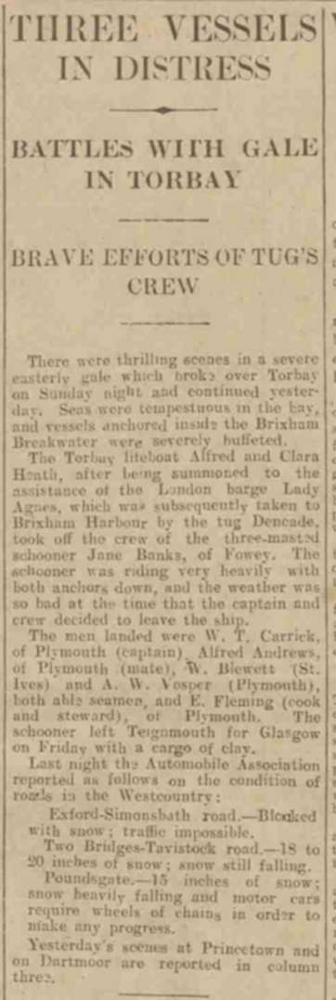 THREE VESSELS
IN DISTRESS
BATTLES WITH GALE
IN TORBAY
BRAVE EFFORTS OF TUG'S
CREW
There were thrilling scenes in a severe
easterly gale which broke over Torbay
on Sunday night and continued yester-
day. Seas were tempestuous in the bay,
and vessels anchored inside the Brixham
Breakwater were severely buffeted.
The Torbay lifeboat Alfred and Clara
Heath, after being summoned to the
assistance of the London barge Lady
Agnes, which was subsequently taken to
Brixham Harbour by the tug Dencade,
took off the crew of the three-masted
schooner Jane Banks, of Fowey. The
schooner was riding very heavily with
both anchors down, and the weather was
so bad at the time that the captain and
crew decided to leave the ship.
The men landed were W. T. Carrick,
of Plymouth (captain), Alfred Andrews,
of Plymouth (mate), W. Blewett (St.
Ives) and A. W. Vosper (Plymouth),
both able seamen, and E. Fleming (cook
and steward), of Plymouth. The
schooner left Teignmouth for Glasgow
on Friday with a cargo of clay.
Last night the Automobile Association
reported as follows on the condition of
roads in the Westcountry:
Exford-Simonsbath road.—Blocked
with snow; traffic impossible.
Two Bridges-Tavistock road.—18 to
20 inches of snow; snow still falling.
Poundsgate.—15 inches of snow;
snow heavily falling and motor cars
require wheels of chains in order to
make any progress.
Yesterday's scenes at Princetown and
on Dartmoor are reported in column
three.